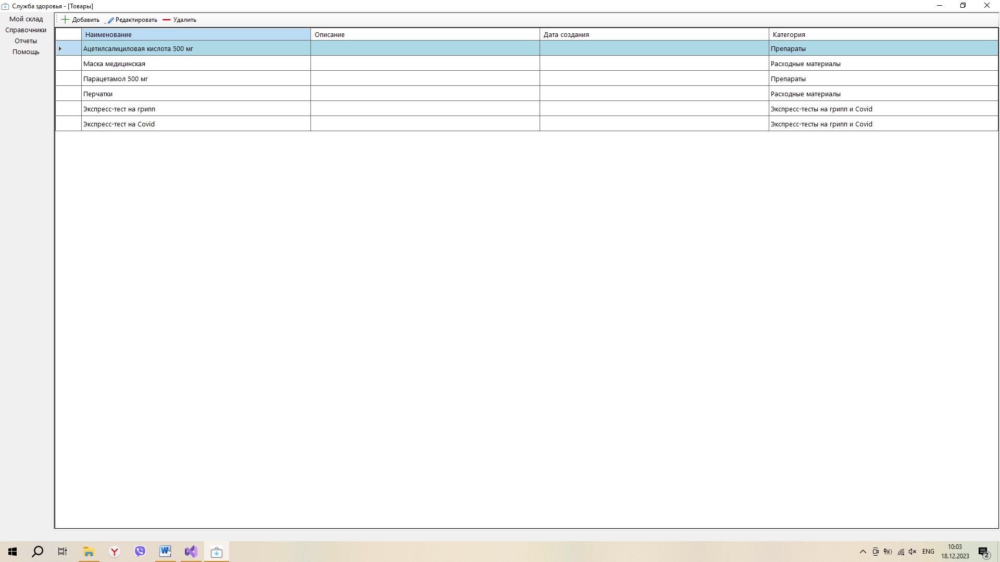 Служба здоровья - [Товары]
Мой склад
Справочники
Отчеты
Помощь
Добавить Редактировать Удалить
Наименование Описание Дата создания Категория
Ацетилсалициловая кислота 500 мг Препараты
Маска медицинская Расходные материалы
Парацетамол 500 мг Препараты
Перчатки Расходные материалы
Экспресс-тест на грипп Экспресс-тесты на грипп и Covid
Экспресс-тест на Covid Экспресс-тесты на грипп и Covid
ENG
10:03
18.12.2023
2